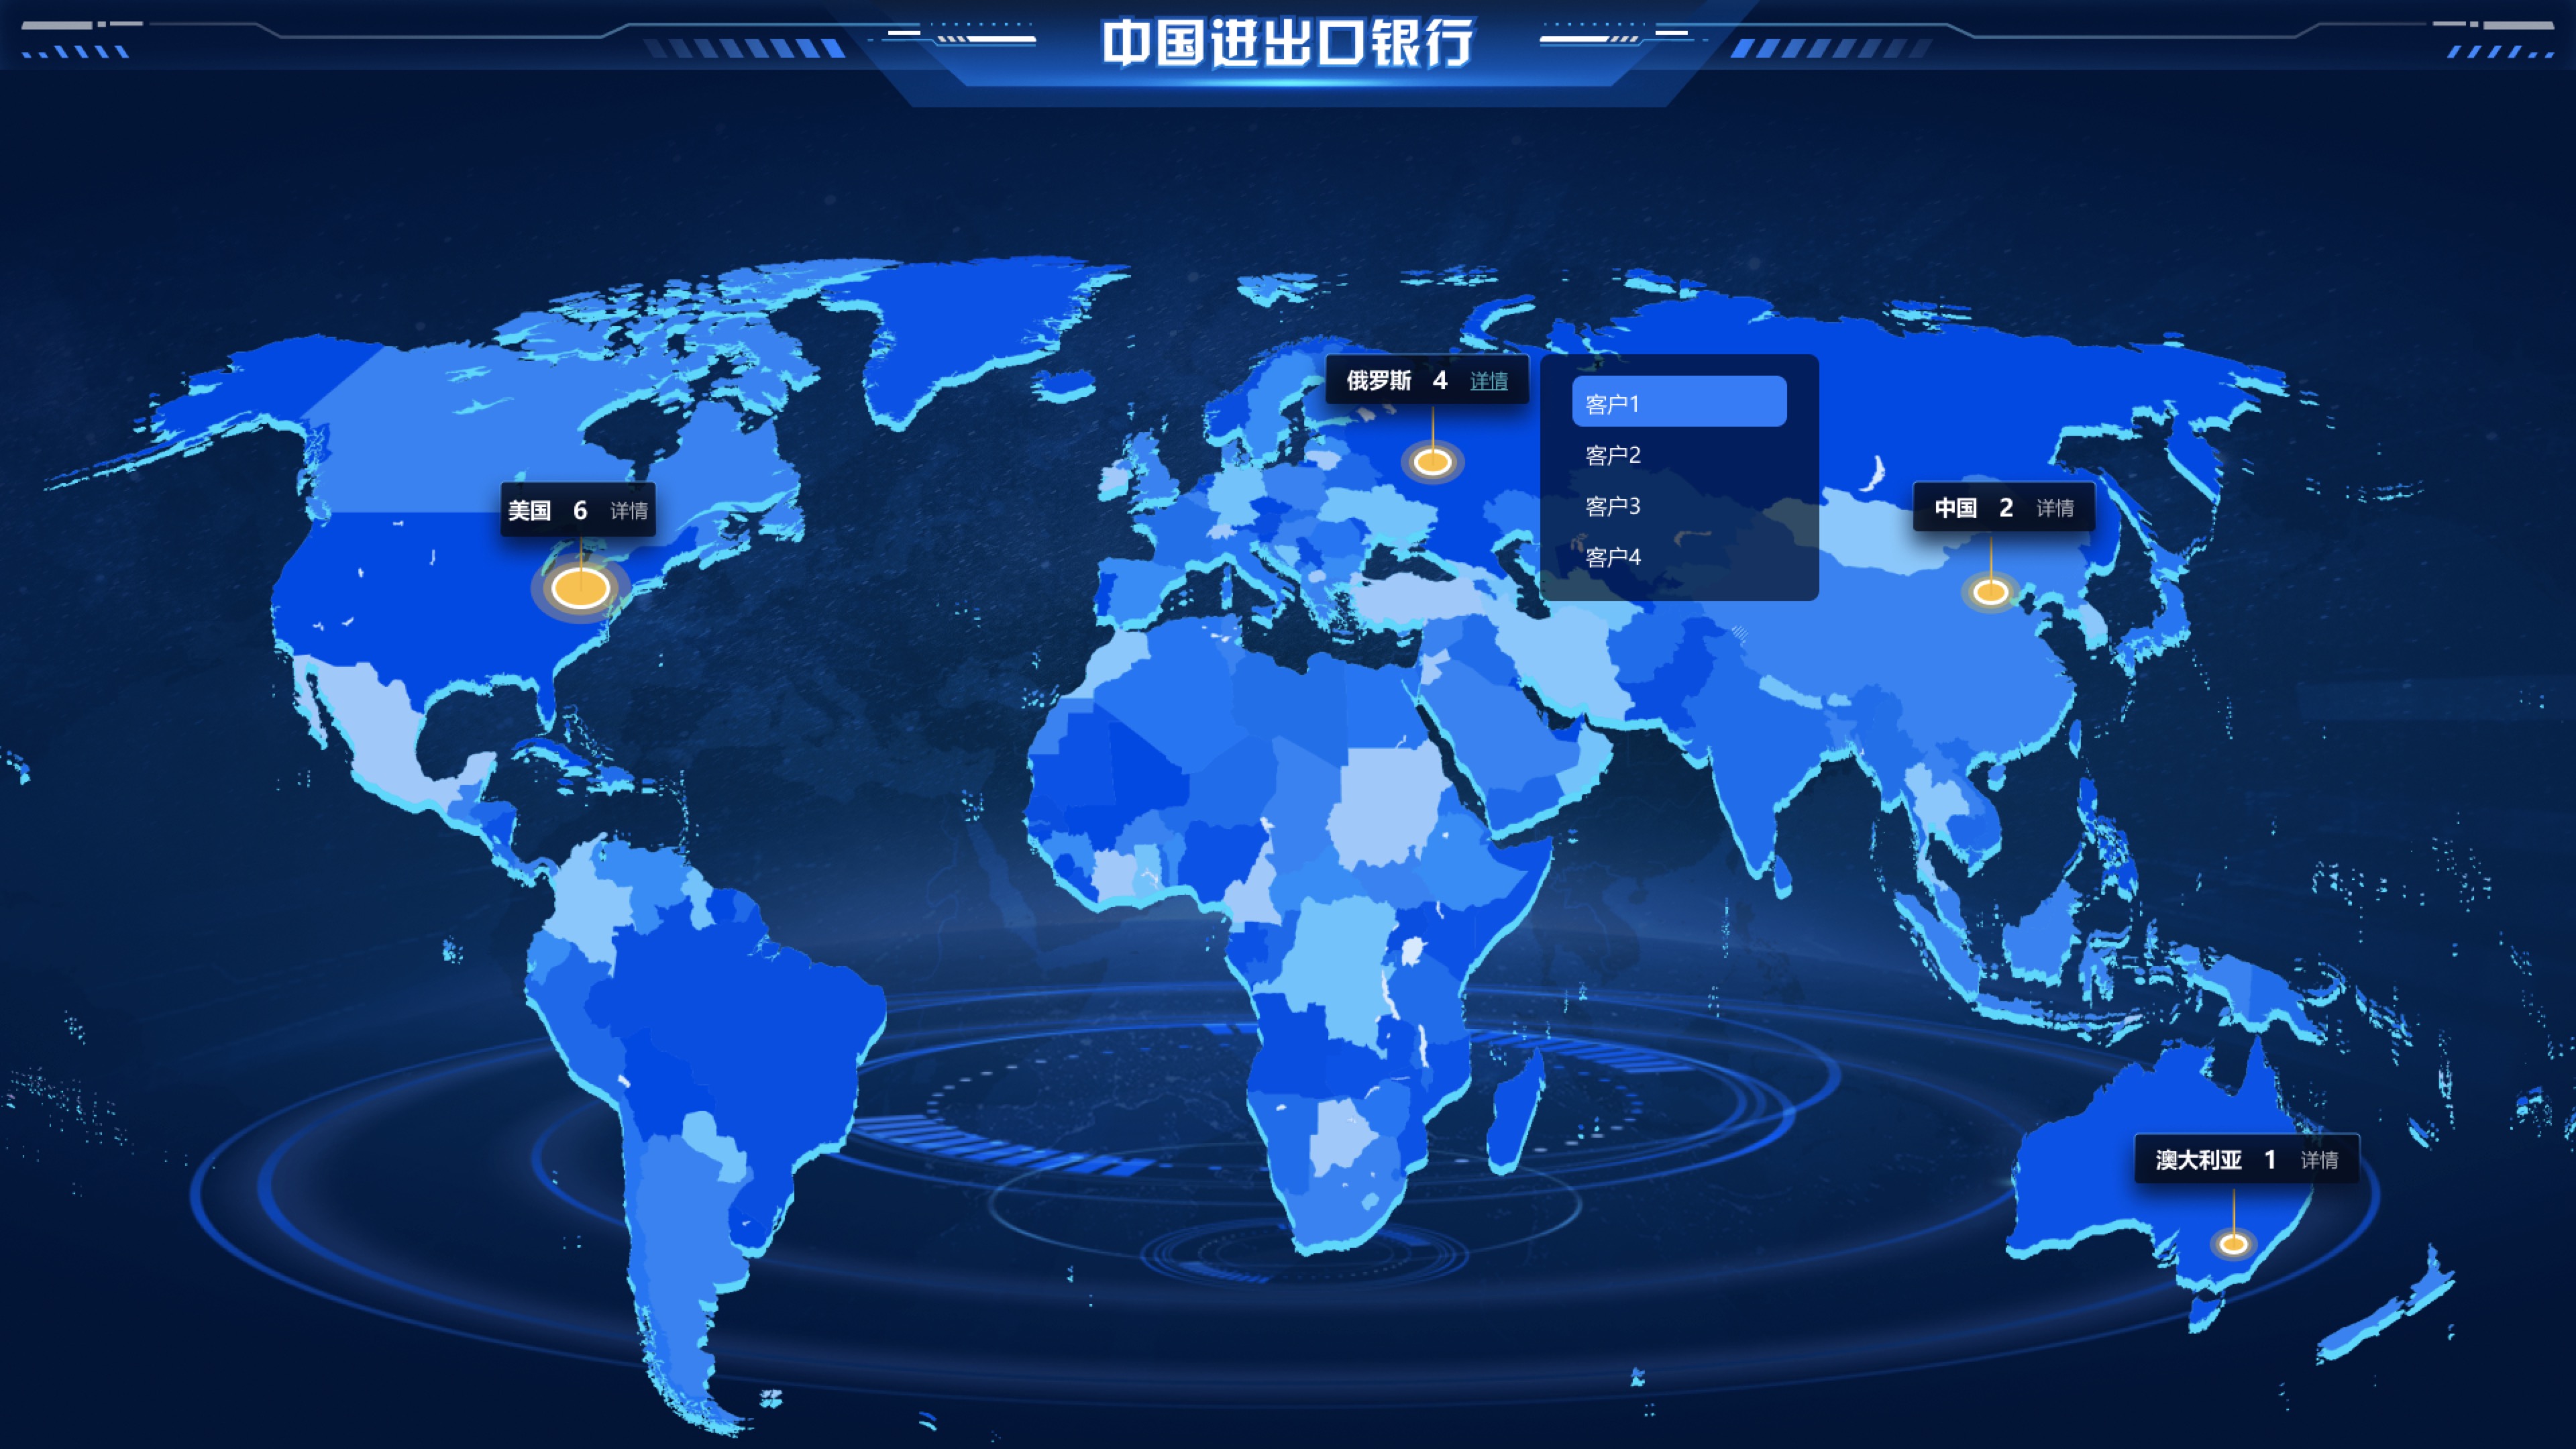 中国进出口银行
俄罗斯 4 详情
客户1
客户2
客户3
客户4
美国 6 详情
中国 2 详情
澳大利亚 1 详情